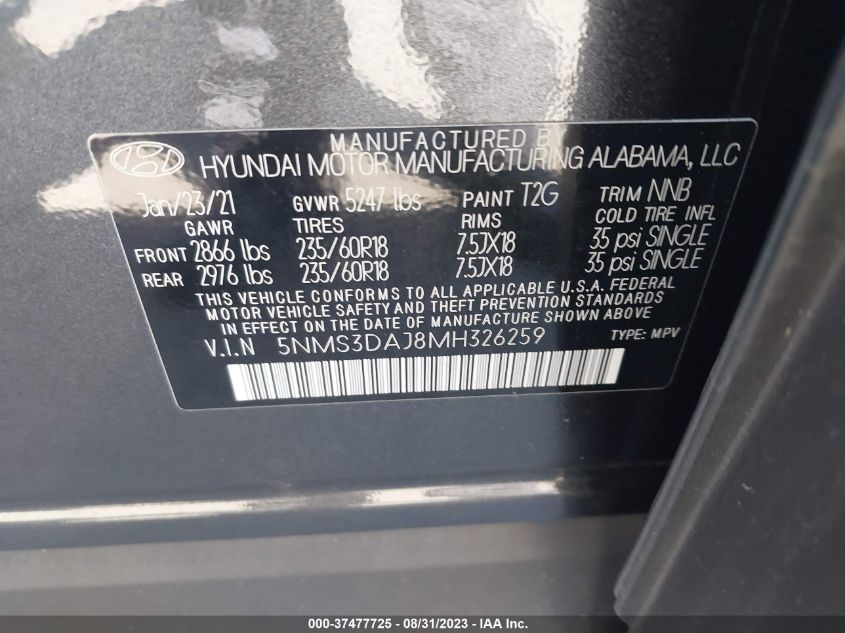 MANUFACTURED BY
HYUNDAI MOTOR MANUFACTURING ALABAMA, LLC
Jan/23/21 GVWR 5247 lbs PAINT T2G TRIM NNB
GAWR TIRES RIMS COLD TIRE INFL
FRONT 2866 lbs 235/60R18 7.5JX18 35 psi SINGLE
REAR 2976 lbs 235/60R18 7.5JX18 35 psi SINGLE
THIS VEHICLE CONFORMS TO ALL APPLICABLE U.S.A. FEDERAL
MOTOR VEHICLE SAFETY AND THEFT PREVENTION STANDARDS
IN EFFECT ON THE DATE OF MANUFACTURE SHOWN ABOVE
V.I.N 5NMS3DAJ8MH326259 TYPE: MPV
000-37477725 - 08/31/2023 - IAA Inc.